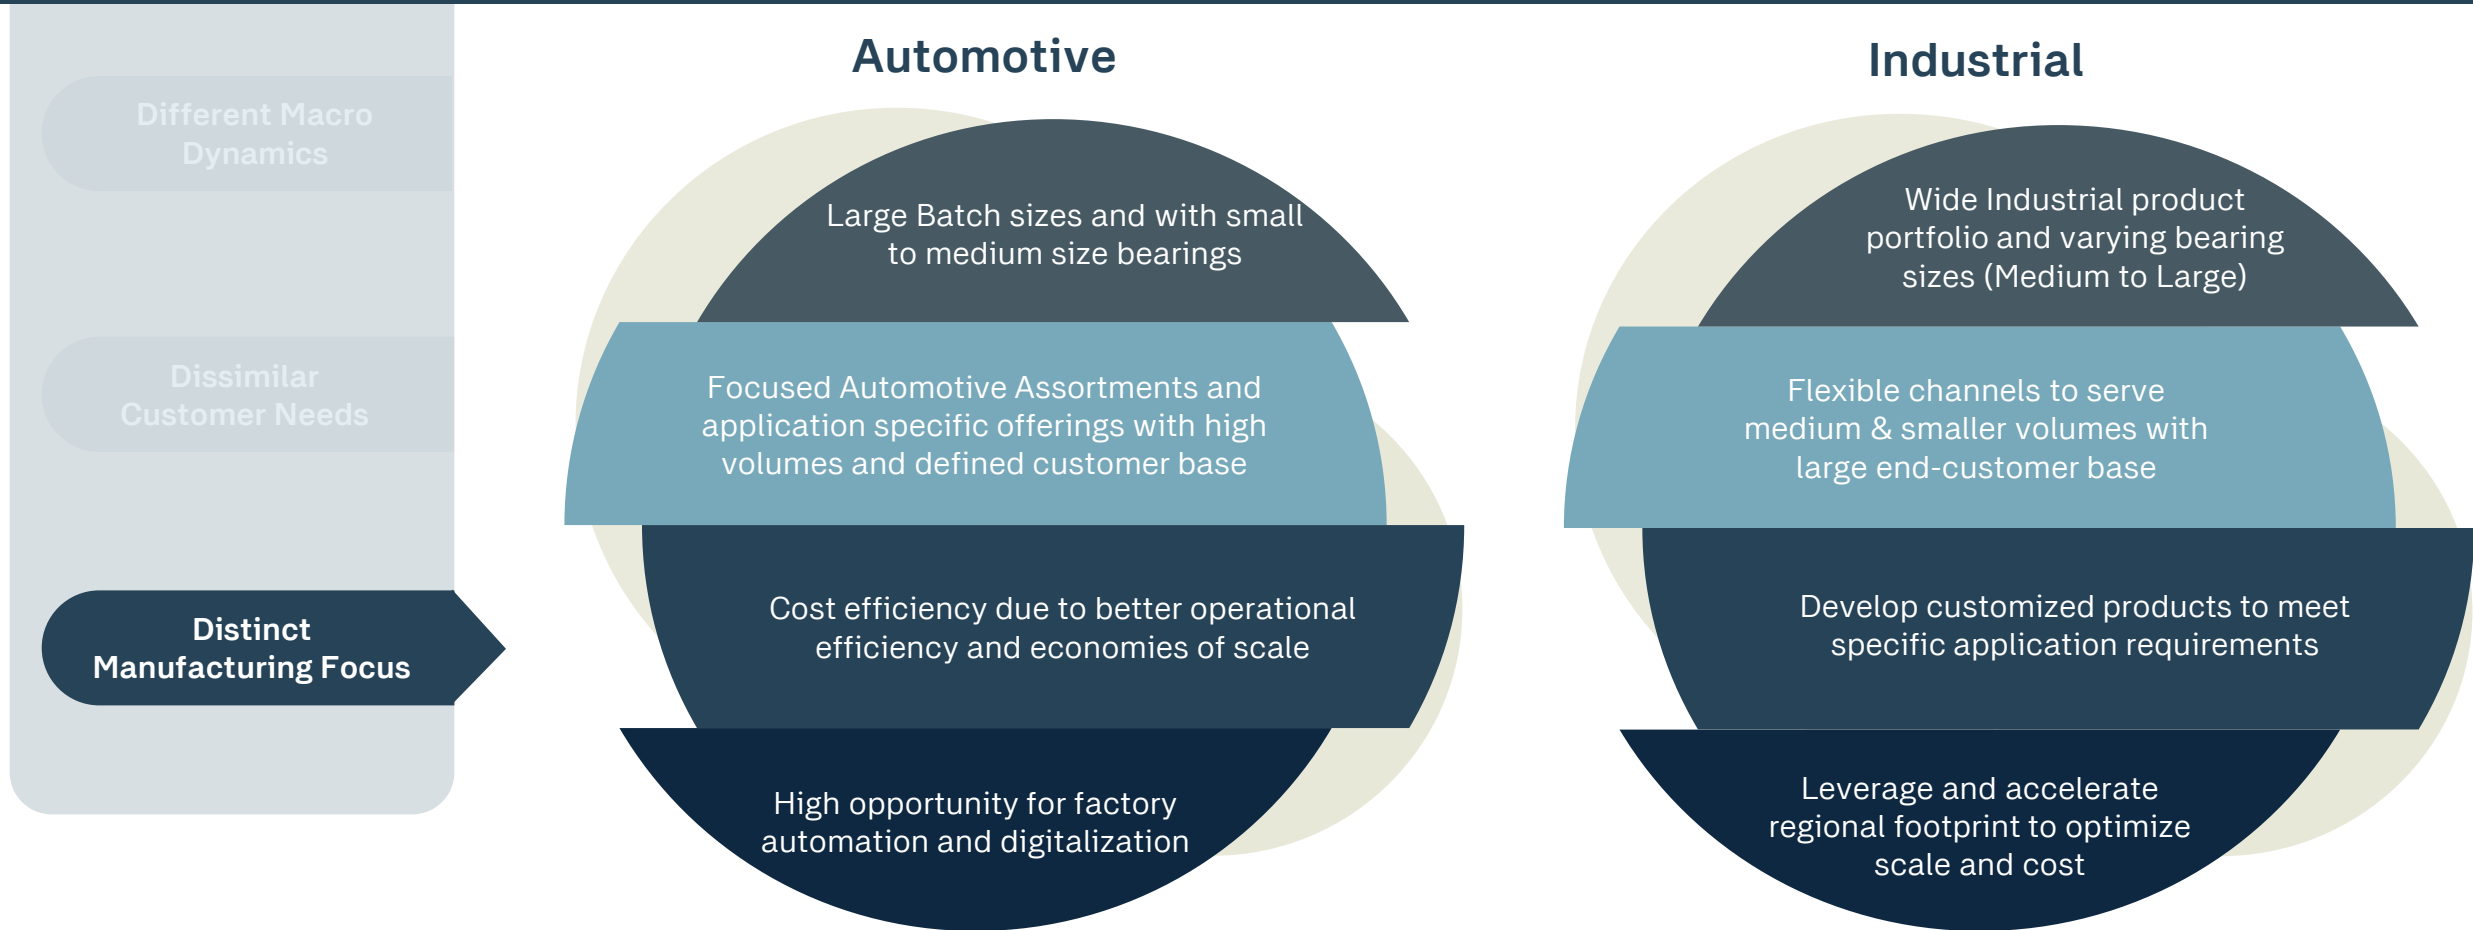 Different Macro
Dynamics
Dissimilar
Customer Needs
Distinct
Manufacturing Focus
Automotive
Large Batch sizes and with small
to medium size bearings
Focused Automotive Assortments and
application specific offerings with high
volumes and defined customer base
Cost efficiency due to better operational
efficiency and economies of scale
High opportunity for factory
automation and digitalization
Industrial
Wide Industrial product
portfolio and varying bearing
sizes (Medium to Large)
Flexible channels to serve
medium & smaller volumes with
large end-customer base
Develop customized products to meet
specific application requirements
Leverage and accelerate
regional footprint to optimize
scale and cost